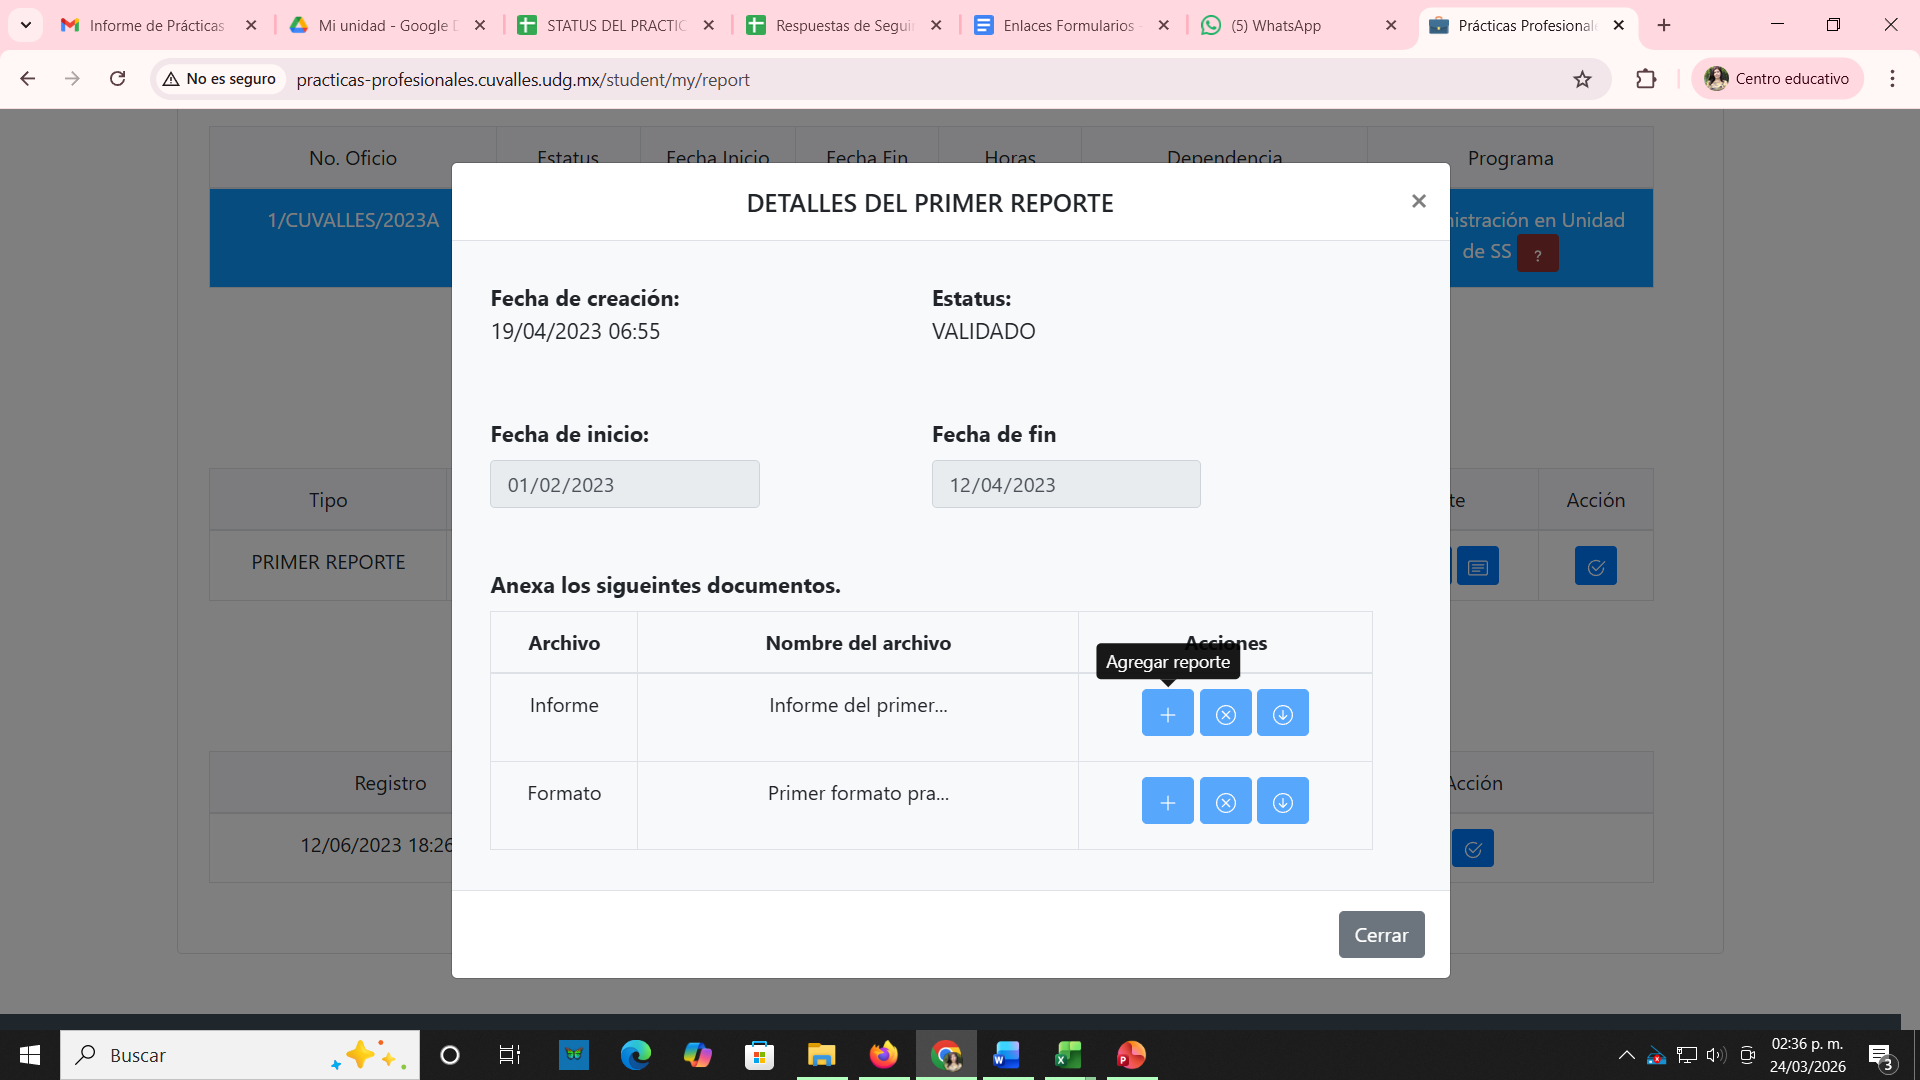 Informe de Prácticas
Mi unidad - Google D
STATUS DEL PRACTIC
Respuestas de Seguir
Enlaces Formularios -
(5) WhatsApp
Prácticas Profesionale
No es seguro
practicas-profesionales.cuvalles.udg.mx/student/my/report
Centro educativo
No. Oficio
Estatus
Fecha Inicio
Fecha Fin
Horas
Dependencia
Programa
1/CUVALLES/2023A
nistración en Unidad
de SS ?
DETALLES DEL PRIMER REPORTE
Fecha de creación:
19/04/2023 06:55
Estatus:
VALIDADO
Fecha de inicio:
01/02/2023
Fecha de fin
12/04/2023
Tipo
te
Acción
PRIMER REPORTE
Anexa los sigueintes documentos.
Archivo
Nombre del archivo
Acciones
Agregar reporte
Informe
Informe del primer...
Formato
Primer formato pra...
Registro
Acción
12/06/2023 18:26
Cerrar
Buscar
02:36 p. m.
24/03/2026
3